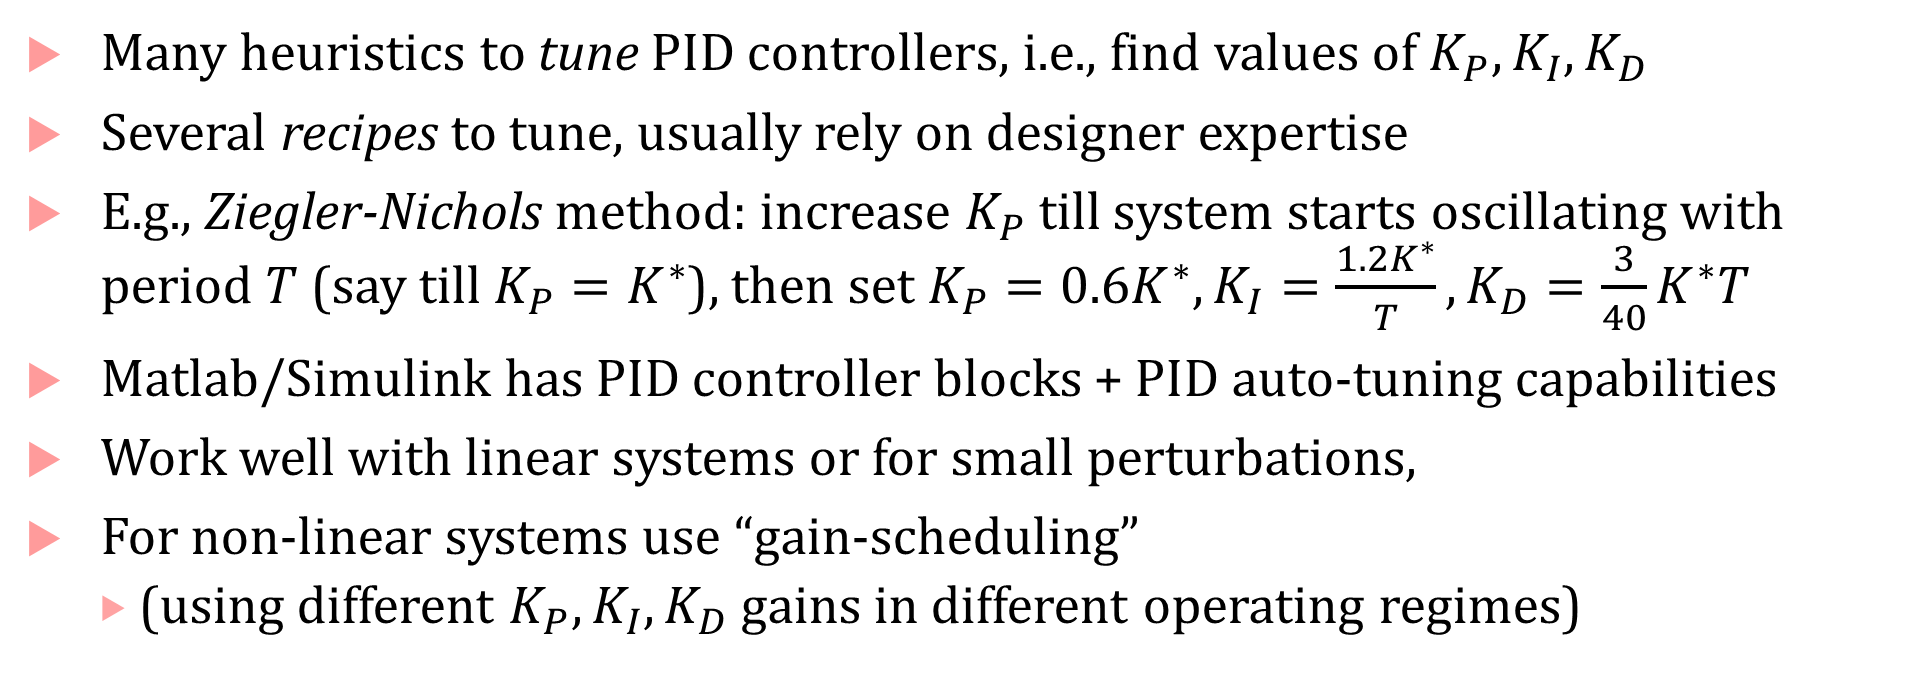 Many heuristics to tune PID controllers, i.e., find values of K_P, K_I, K_D
Several recipes to tune, usually rely on designer expertise
E.g., Ziegler-Nichols method: increase K_P till system starts oscillating with
period T (say till K_P = K*), then set K_P = 0.6K*, K_I = 1.2K*/T, K_D = 3/40 K*T
Matlab/Simulink has PID controller blocks + PID auto-tuning capabilities
Work well with linear systems or for small perturbations,
For non-linear systems use “gain-scheduling”
(using different K_P, K_I, K_D gains in different operating regimes)